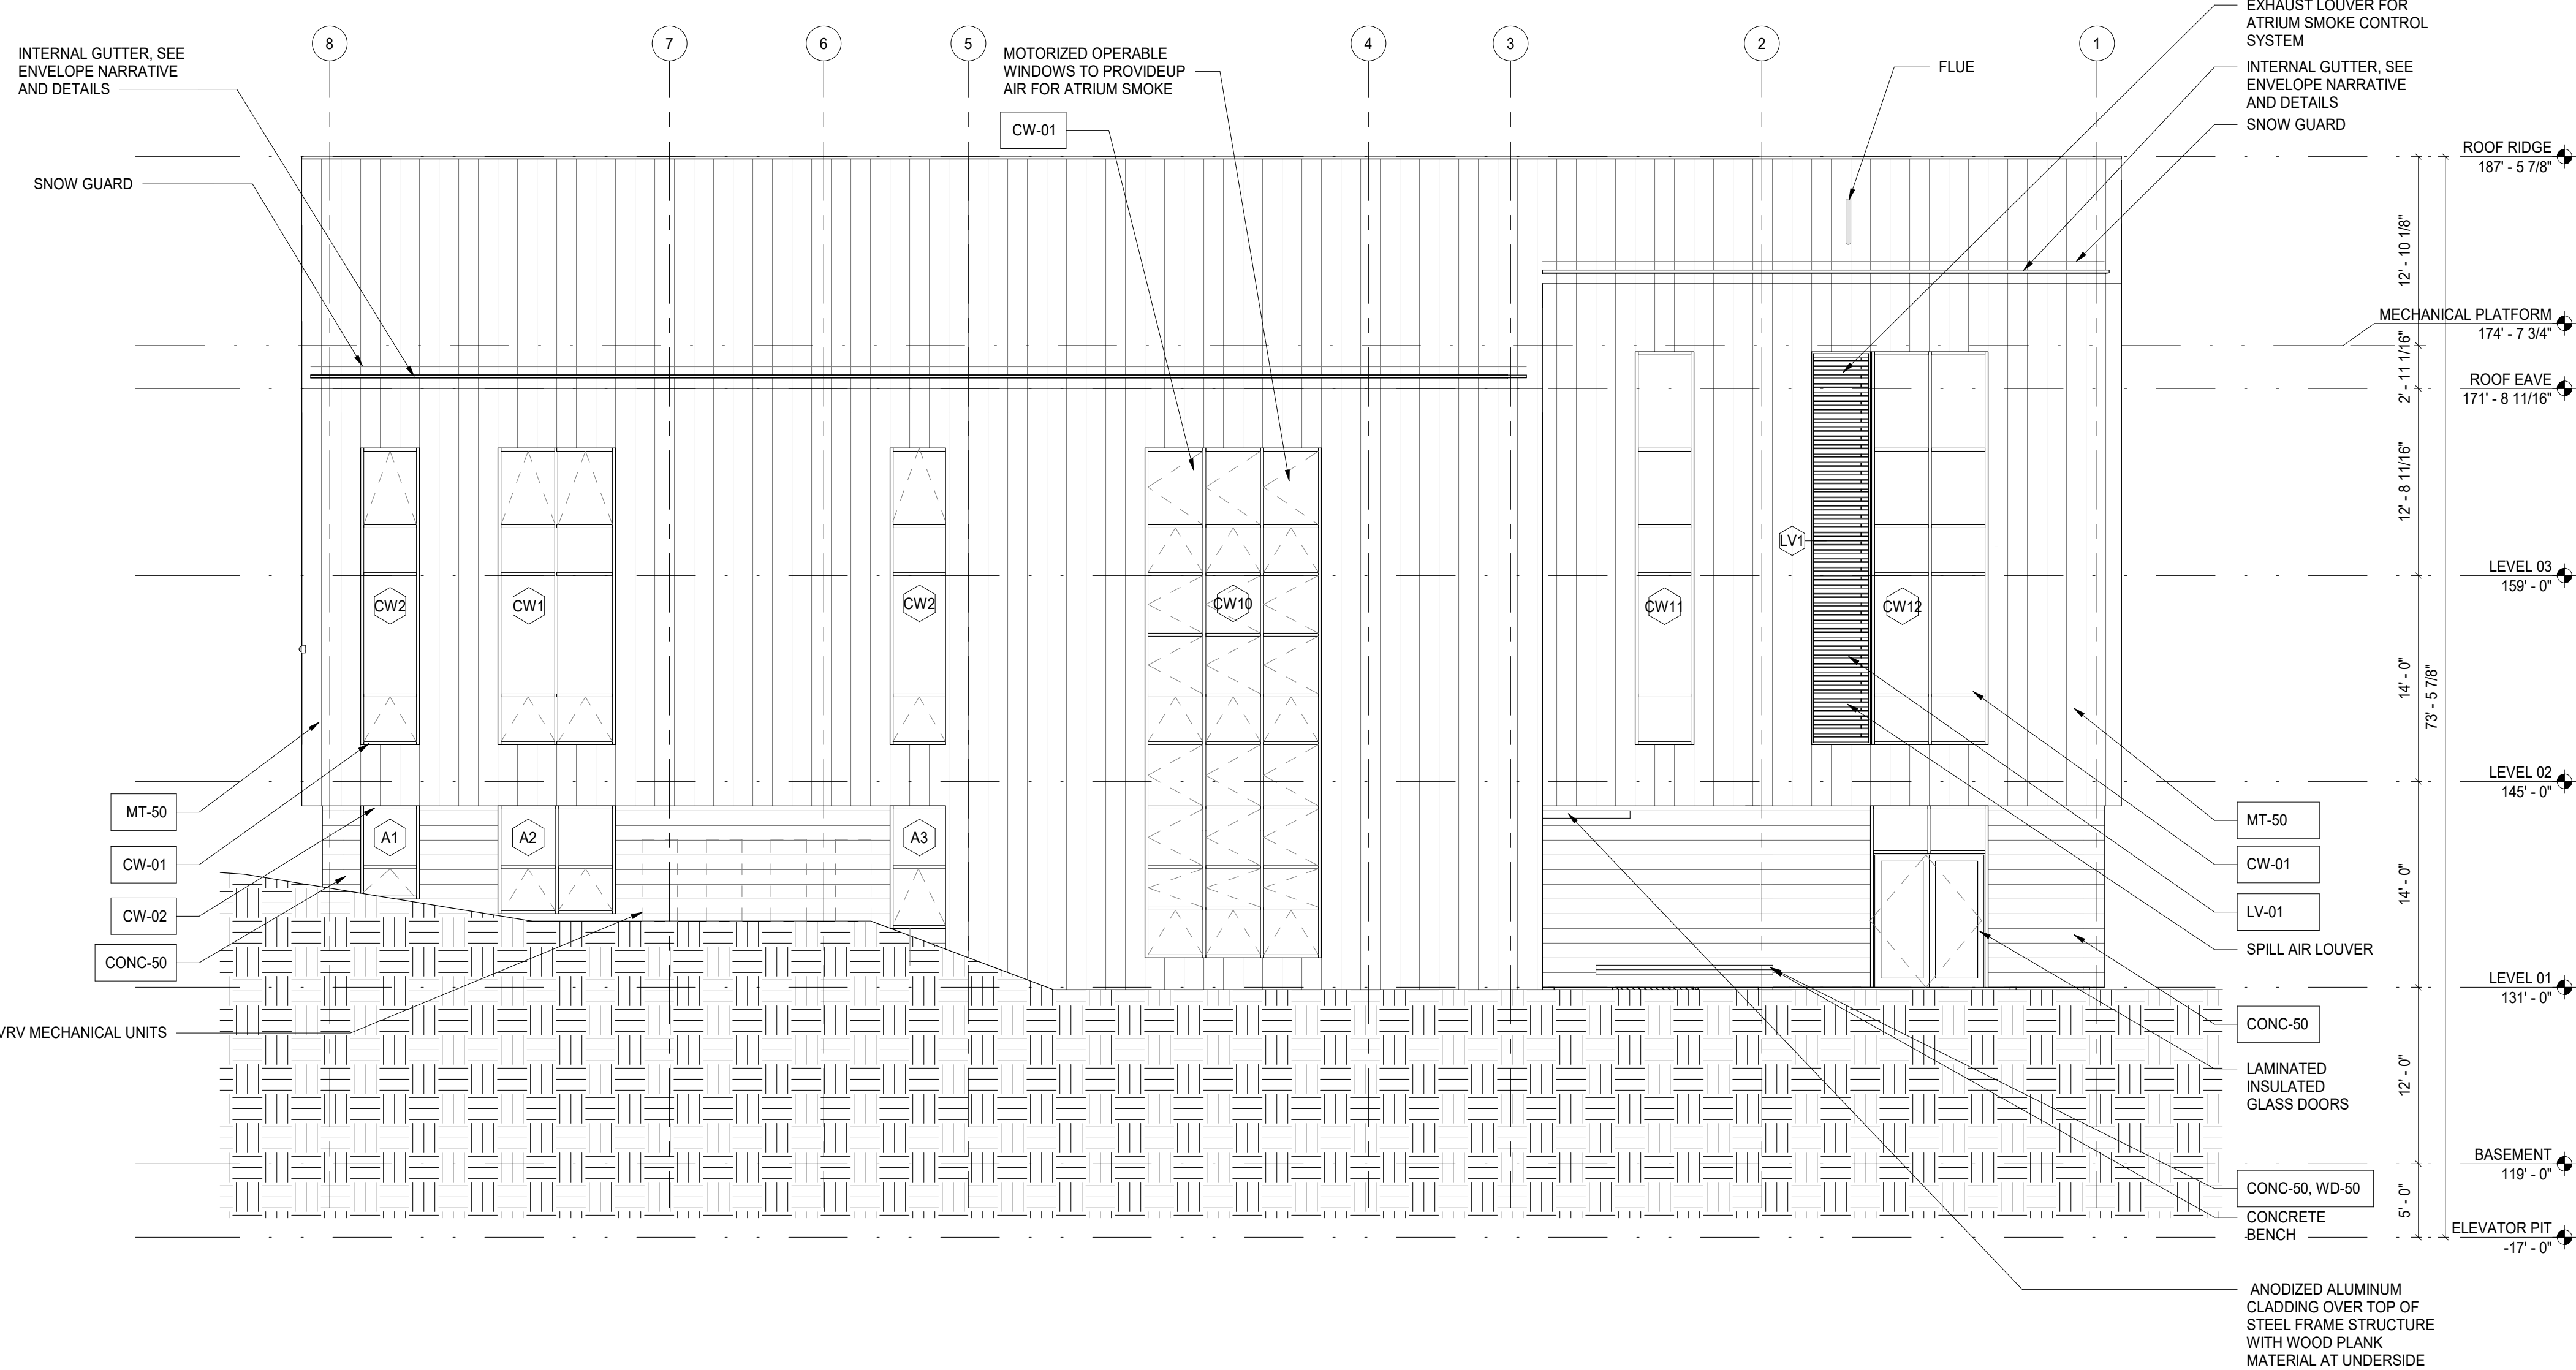 8
7
6
5
4
3
2
1
INTERNAL GUTTER, SEE
ENVELOPE NARRATIVE
AND DETAILS
SNOW GUARD
MOTORIZED OPERABLE
WINDOWS TO PROVIDEUP
AIR FOR ATRIUM SMOKE
CW-01
FLUE
EXHAUST LOUVER FOR
ATRIUM SMOKE CONTROL
SYSTEM
INTERNAL GUTTER, SEE
ENVELOPE NARRATIVE
AND DETAILS
SNOW GUARD
ROOF RIDGE
187' - 5 7/8"
12' - 10 1/8"
MECHANICAL PLATFORM
174' - 7 3/4"
2' - 11 11/16"
ROOF EAVE
171' - 8 11/16"
12' - 8 11/16"
LEVEL 03
159' - 0"
14' - 0"
73' - 5 7/8"
LEVEL 02
145' - 0"
14' - 0"
LEVEL 01
131' - 0"
12' - 0"
BASEMENT
119' - 0"
5' - 0"
ELEVATOR PIT
-17' - 0"
CW2
CW1
CW2
CW10
CW11
LV1
CW12
A1
A2
A3
MT-50
CW-01
CW-02
CONC-50
VRV MECHANICAL UNITS
MT-50
CW-01
LV-01
SPILL AIR LOUVER
CONC-50
LAMINATED
INSULATED
GLASS DOORS
CONC-50, WD-50
CONCRETE
BENCH
ANODIZED ALUMINUM
CLADDING OVER TOP OF
STEEL FRAME STRUCTURE
WITH WOOD PLANK
MATERIAL AT UNDERSIDE